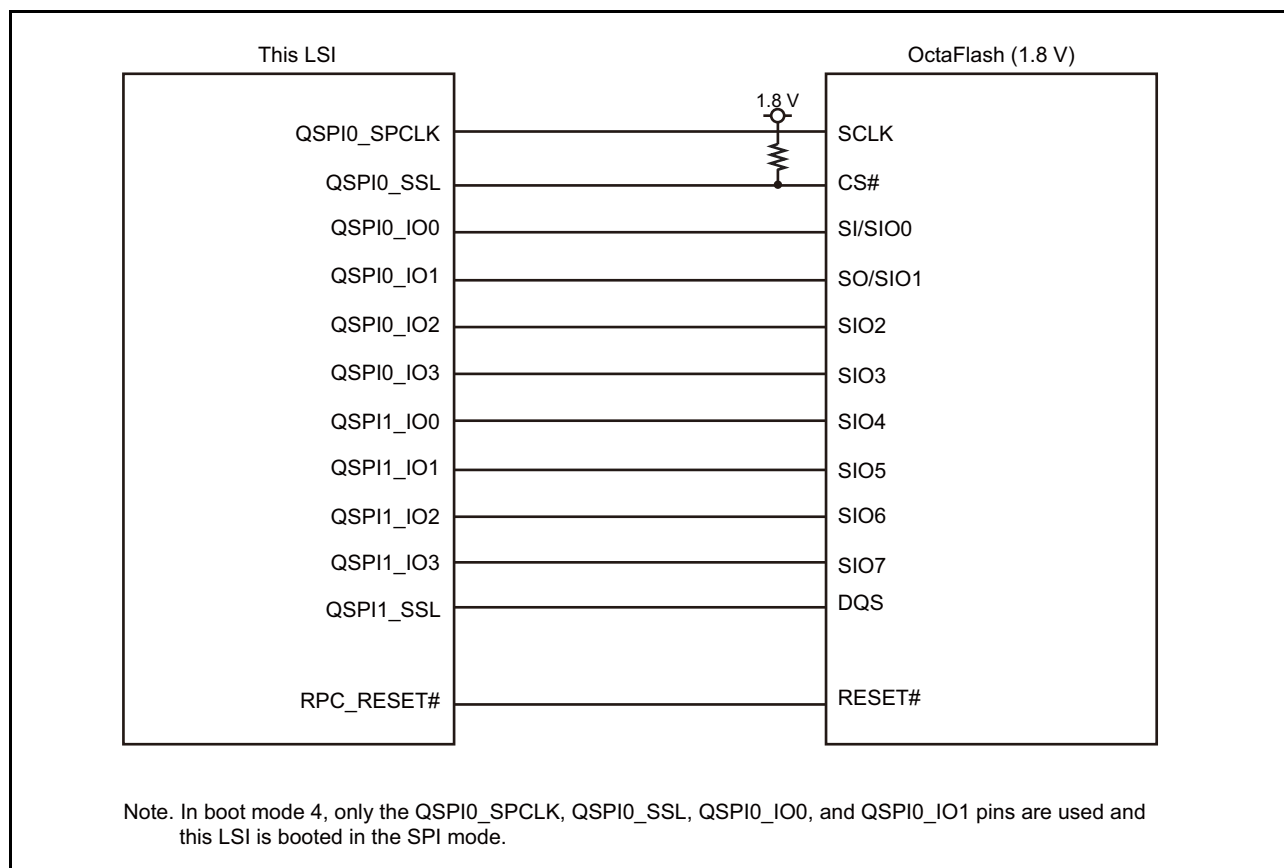 This LSI
OctaFlash (1.8 V)
1.8 V
QSPI0_SPCLK
SCLK
QSPI0_SSL
CS#
QSPI0_IO0
SI/SIO0
QSPI0_IO1
SO/SIO1
QSPI0_IO2
SIO2
QSPI0_IO3
SIO3
QSPI1_IO0
SIO4
QSPI1_IO1
SIO5
QSPI1_IO2
SIO6
QSPI1_IO3
SIO7
QSPI1_SSL
DQS
RPC_RESET#
RESET#
Note. In boot mode 4, only the QSPI0_SPCLK, QSPI0_SSL, QSPI0_IO0, and QSPI0_IO1 pins are used and
this LSI is booted in the SPI mode.